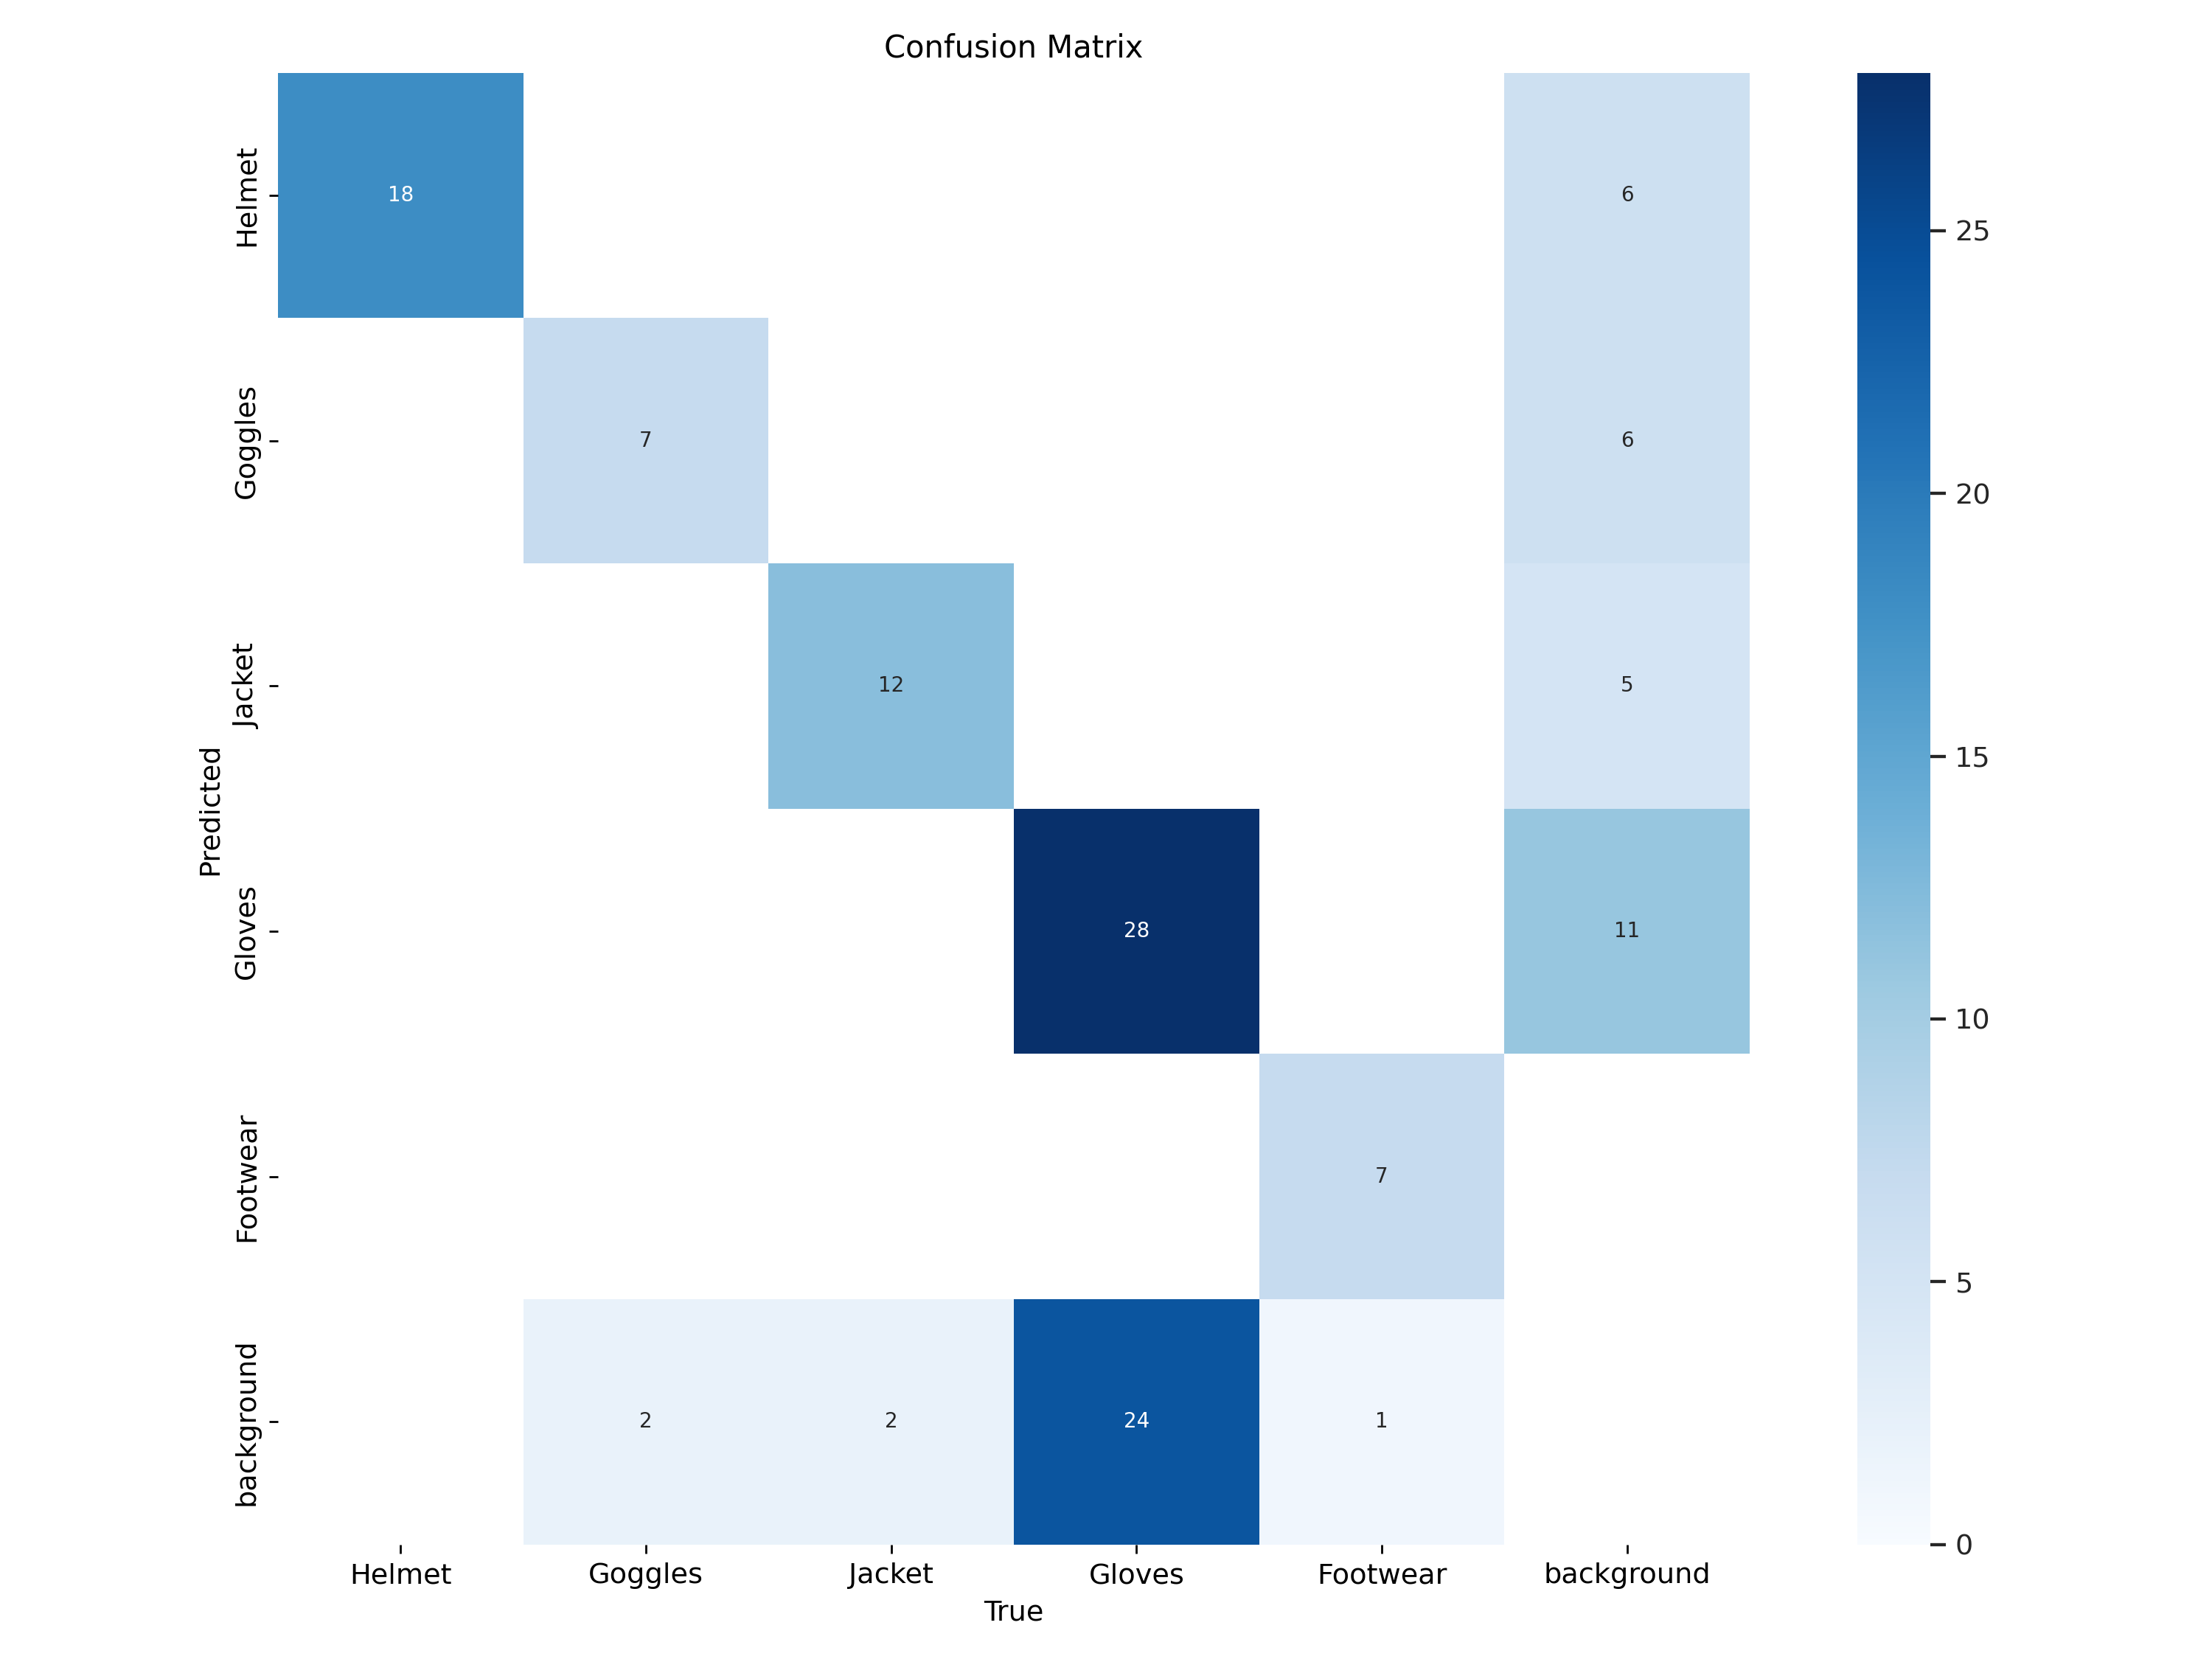 Confusion Matrix
Helmet
18
6
25
Goggles
7
6
20
Jacket
12
5
15
Predicted
Gloves
28
11
10
Footwear
7
5
background
2
2
24
1
0
Helmet
Goggles
Jacket
Gloves
Footwear
background
True